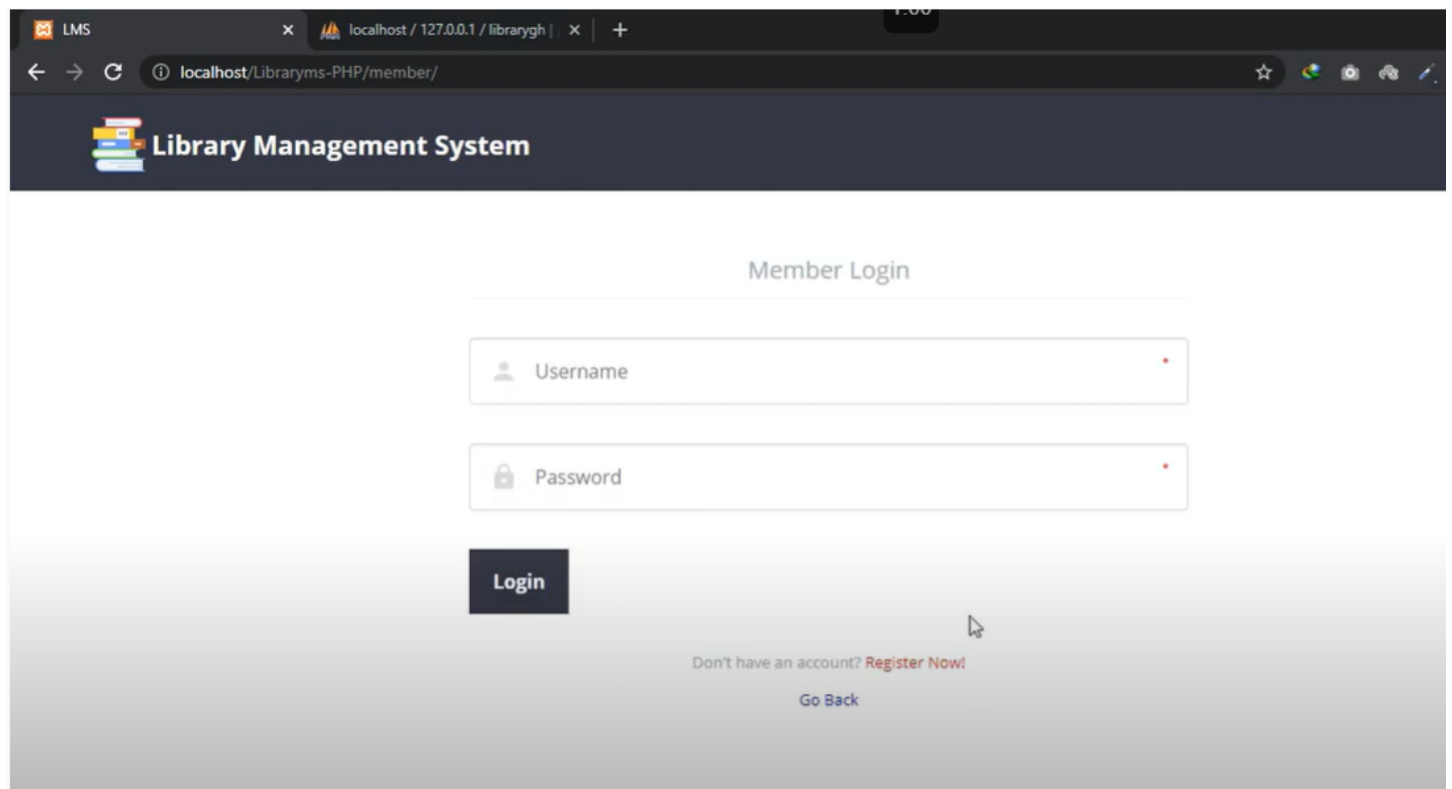 LMS
localhost / 127.0.0.1 / librarygh |
localhost/Libraryms-PHP/member/
Library Management System
Member Login
Username *
Password *
Login
Don't have an account? Register Now!
Go Back